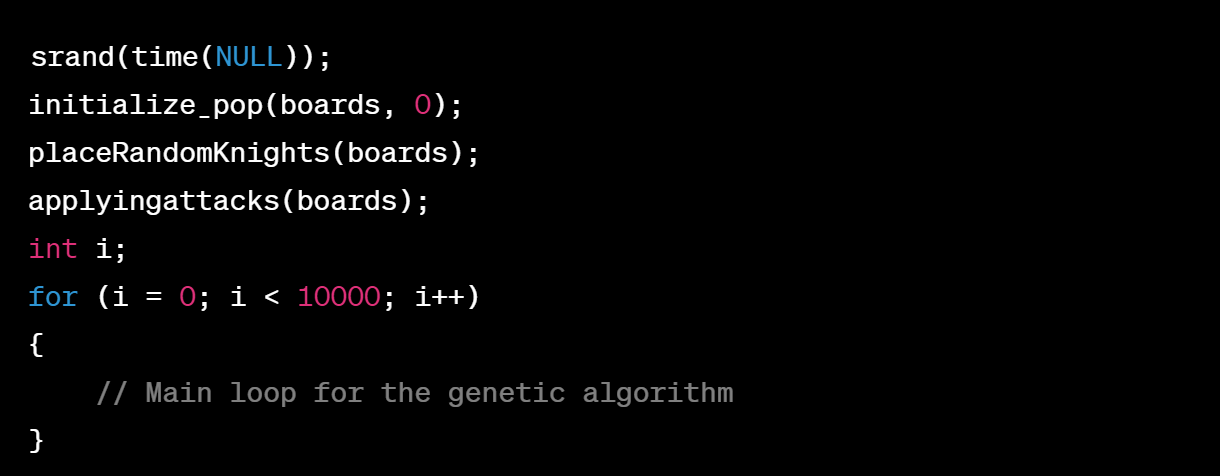 srand(time(NULL));
initialize_pop(boards, 0);
placeRandomKnights(boards);
applyingattacks(boards);
int i;
for (i = 0; i < 10000; i++)
{
    // Main loop for the genetic algorithm
}